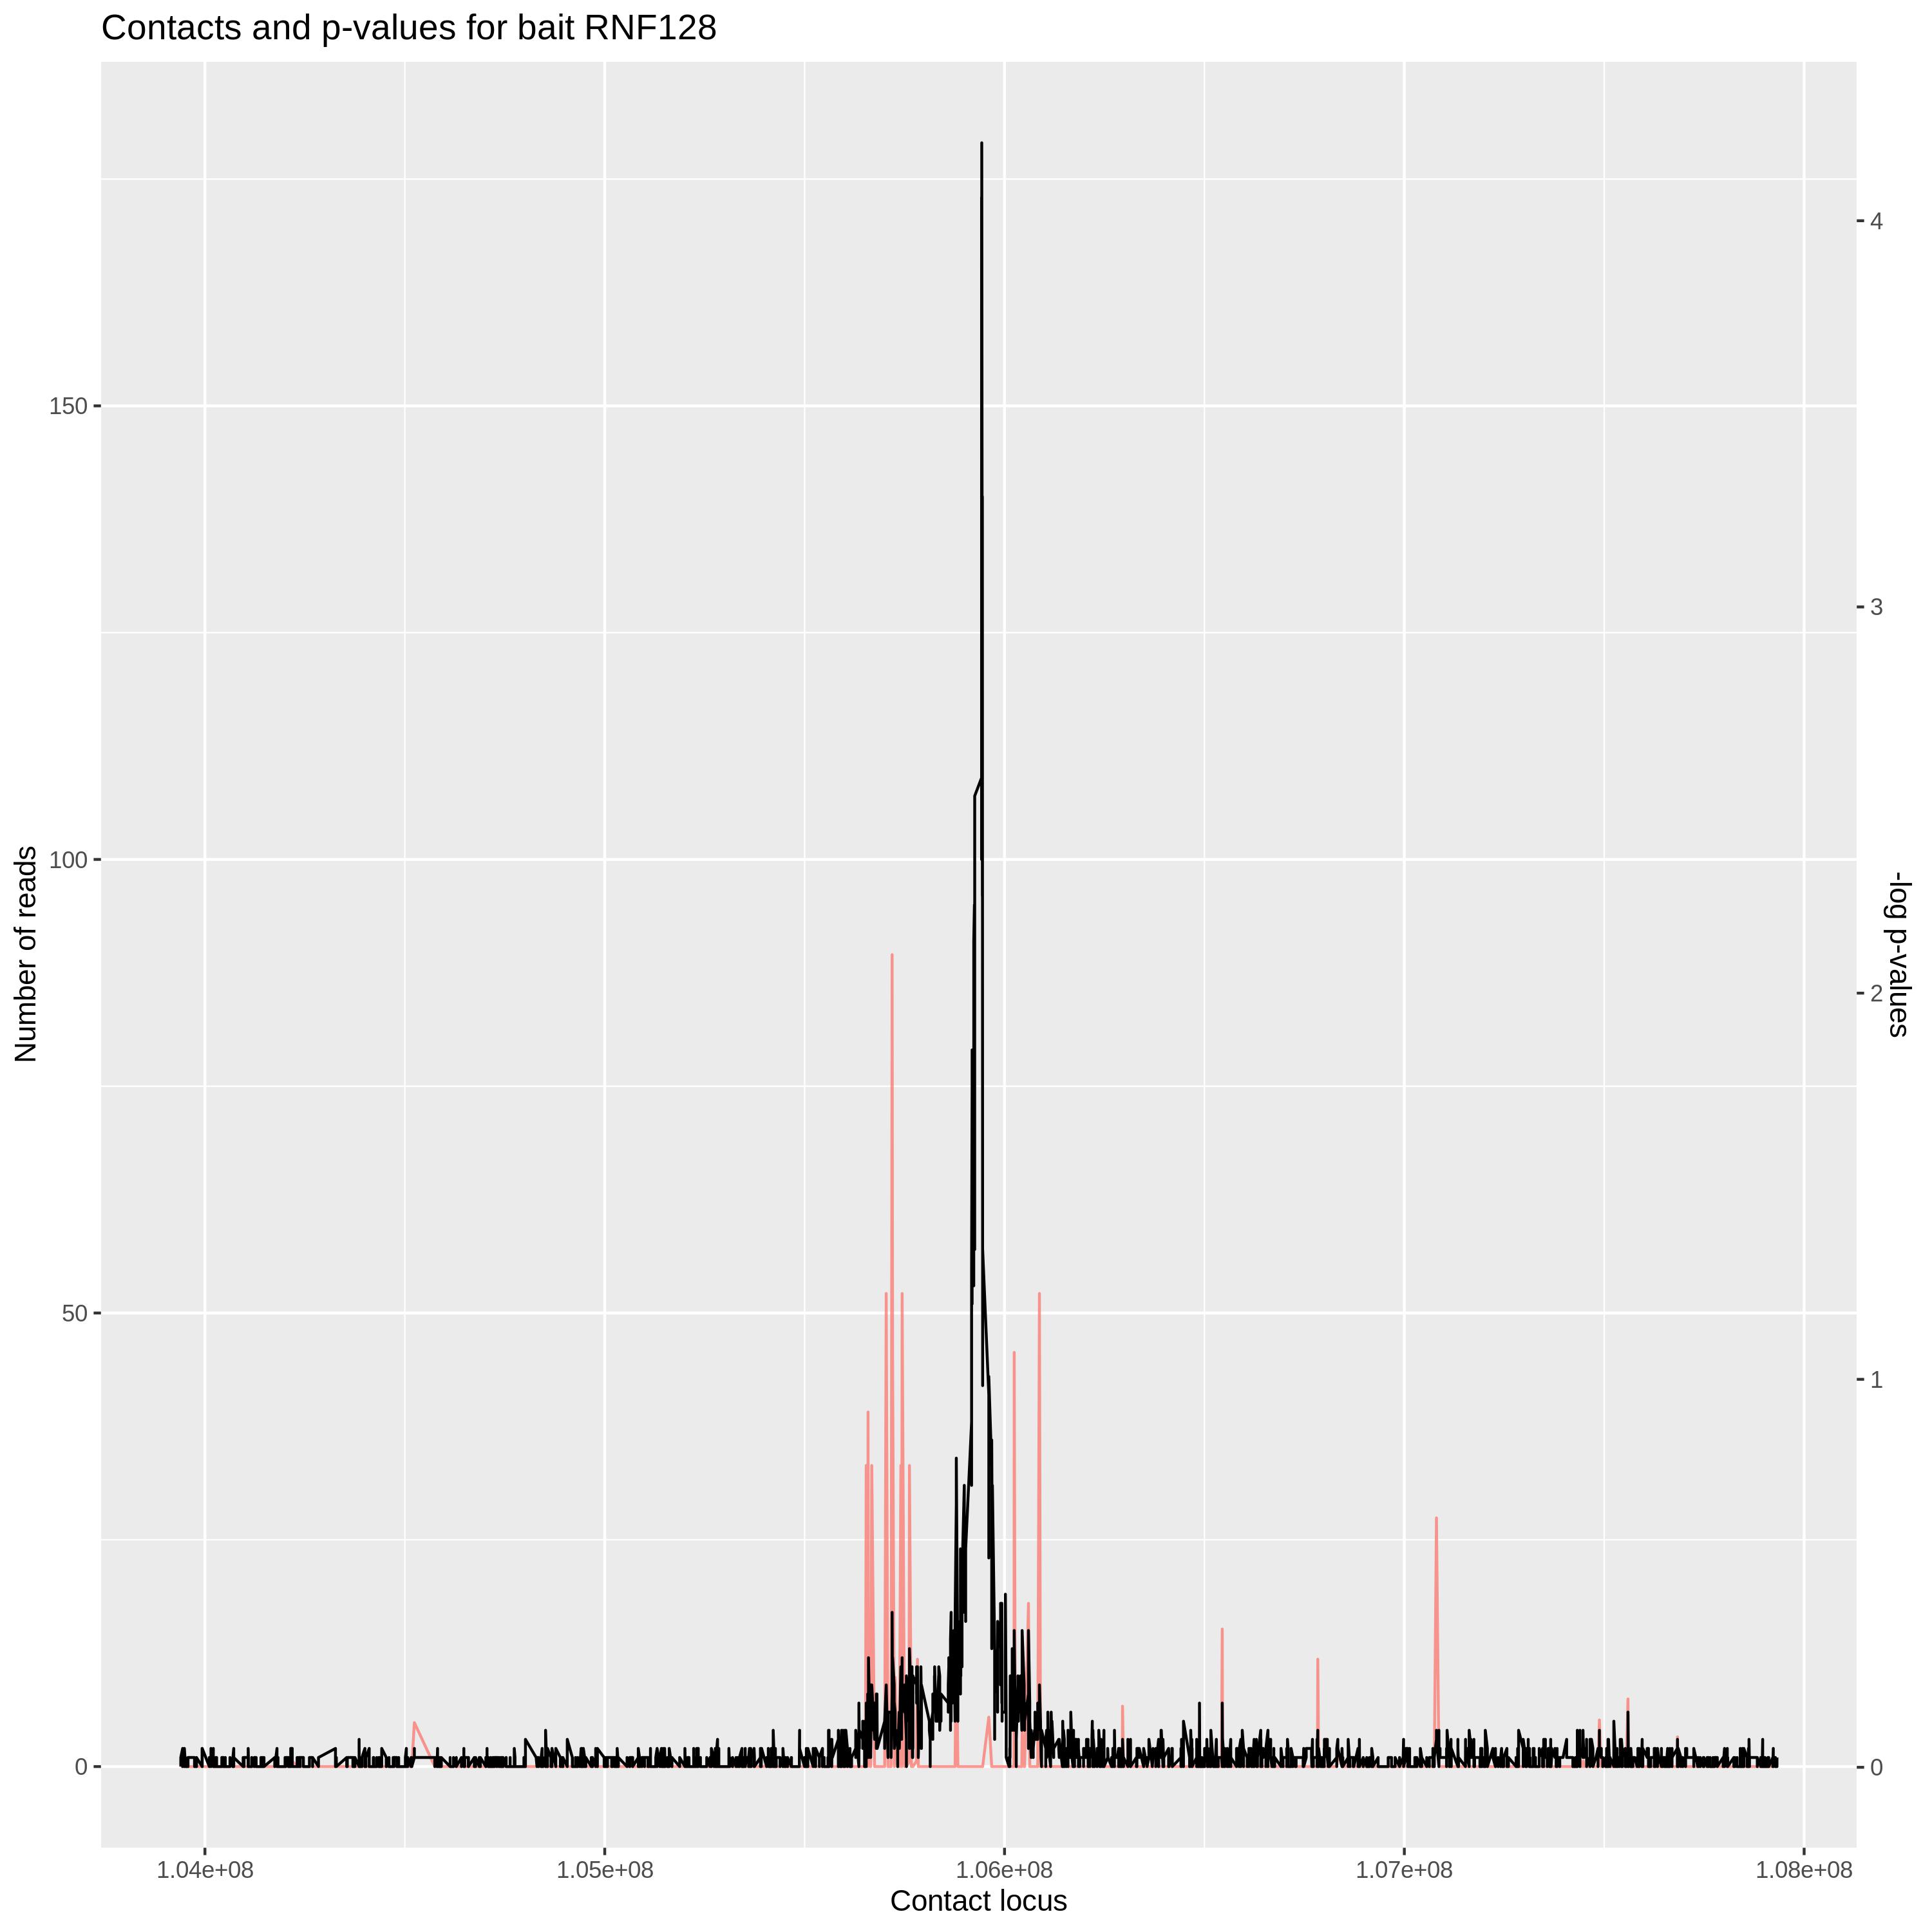 Contacts and p-values for bait RNF128
Number of reads
150
100
50
0
4
3
2
1
0
-log p-values
1.04e+08
1.05e+08
1.06e+08
1.07e+08
1.08e+08
Contact locus